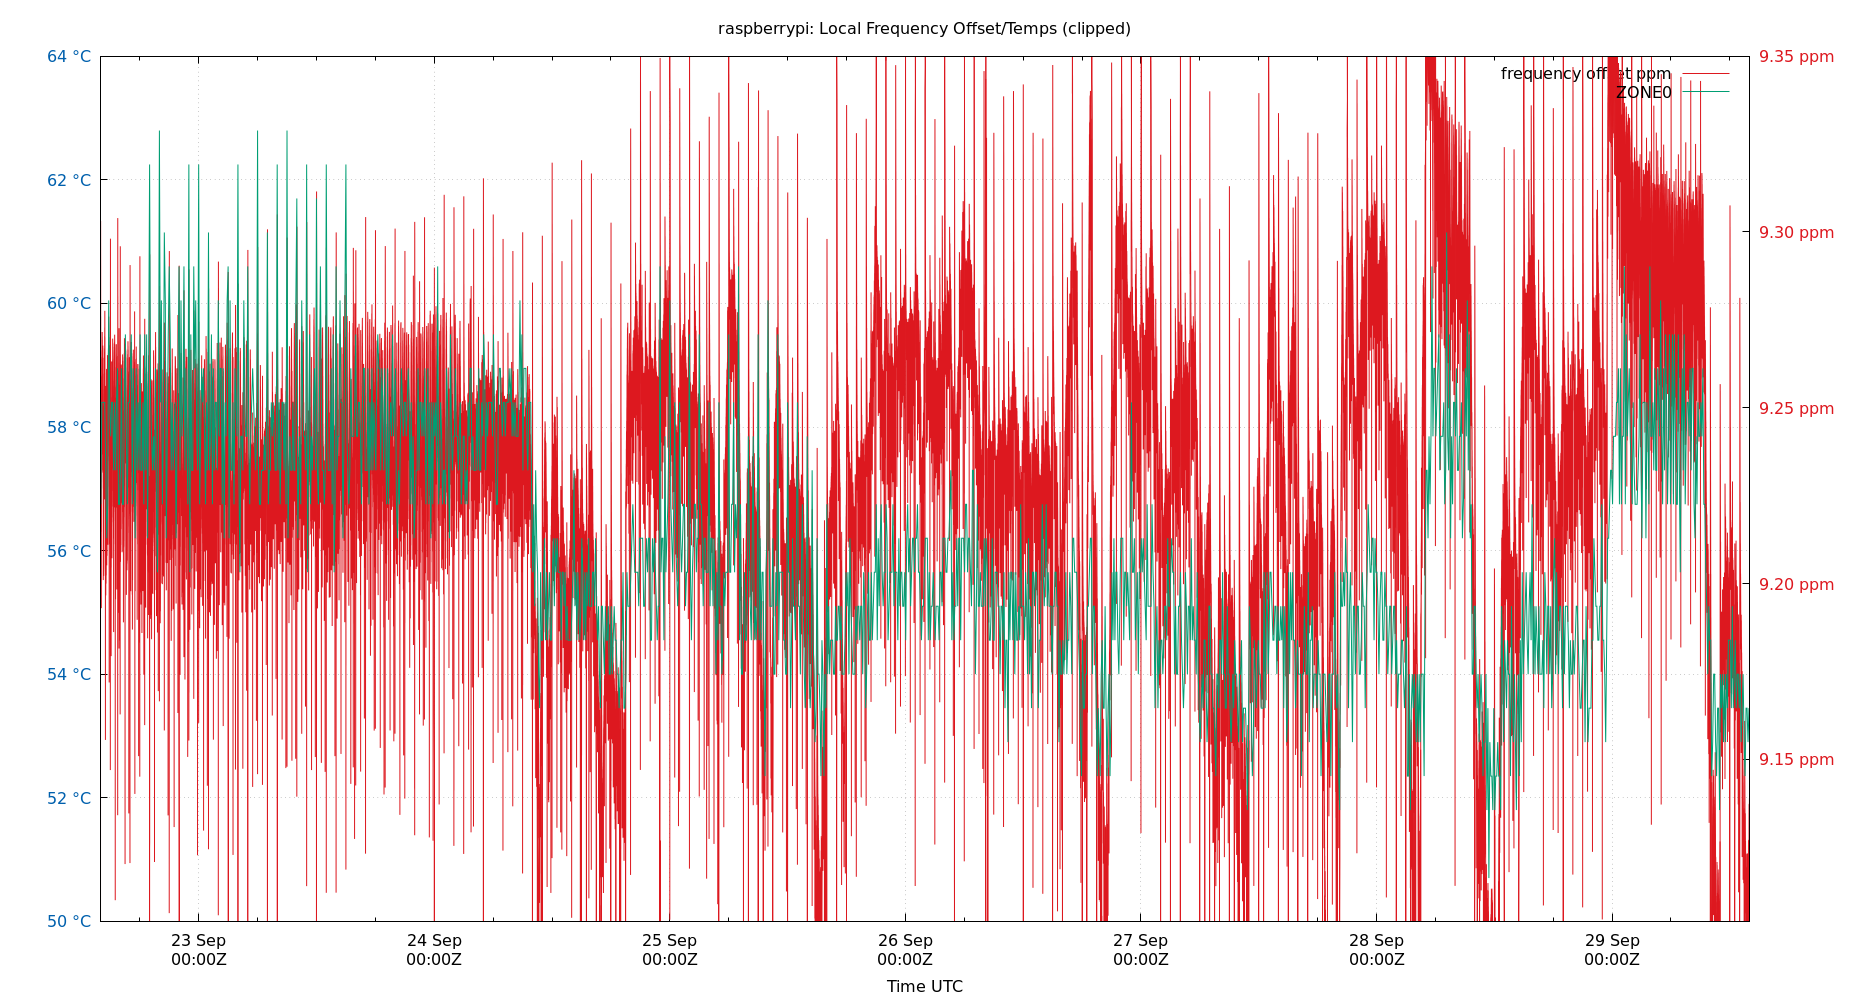 raspberrypi: Local Frequency Offset/Temps (clipped)
64 °C
9.35 ppm
frequency offset ppm
ZONE0
62 °C
9.30 ppm
60 °C
58 °C
9.25 ppm
56 °C
9.20 ppm
54 °C
9.15 ppm
52 °C
50 °C
23 Sep 24 Sep 25 Sep 26 Sep 27 Sep 28 Sep 29 Sep
00:00Z 00:00Z 00:00Z 00:00Z 00:00Z 00:00Z 00:00Z
Time UTC